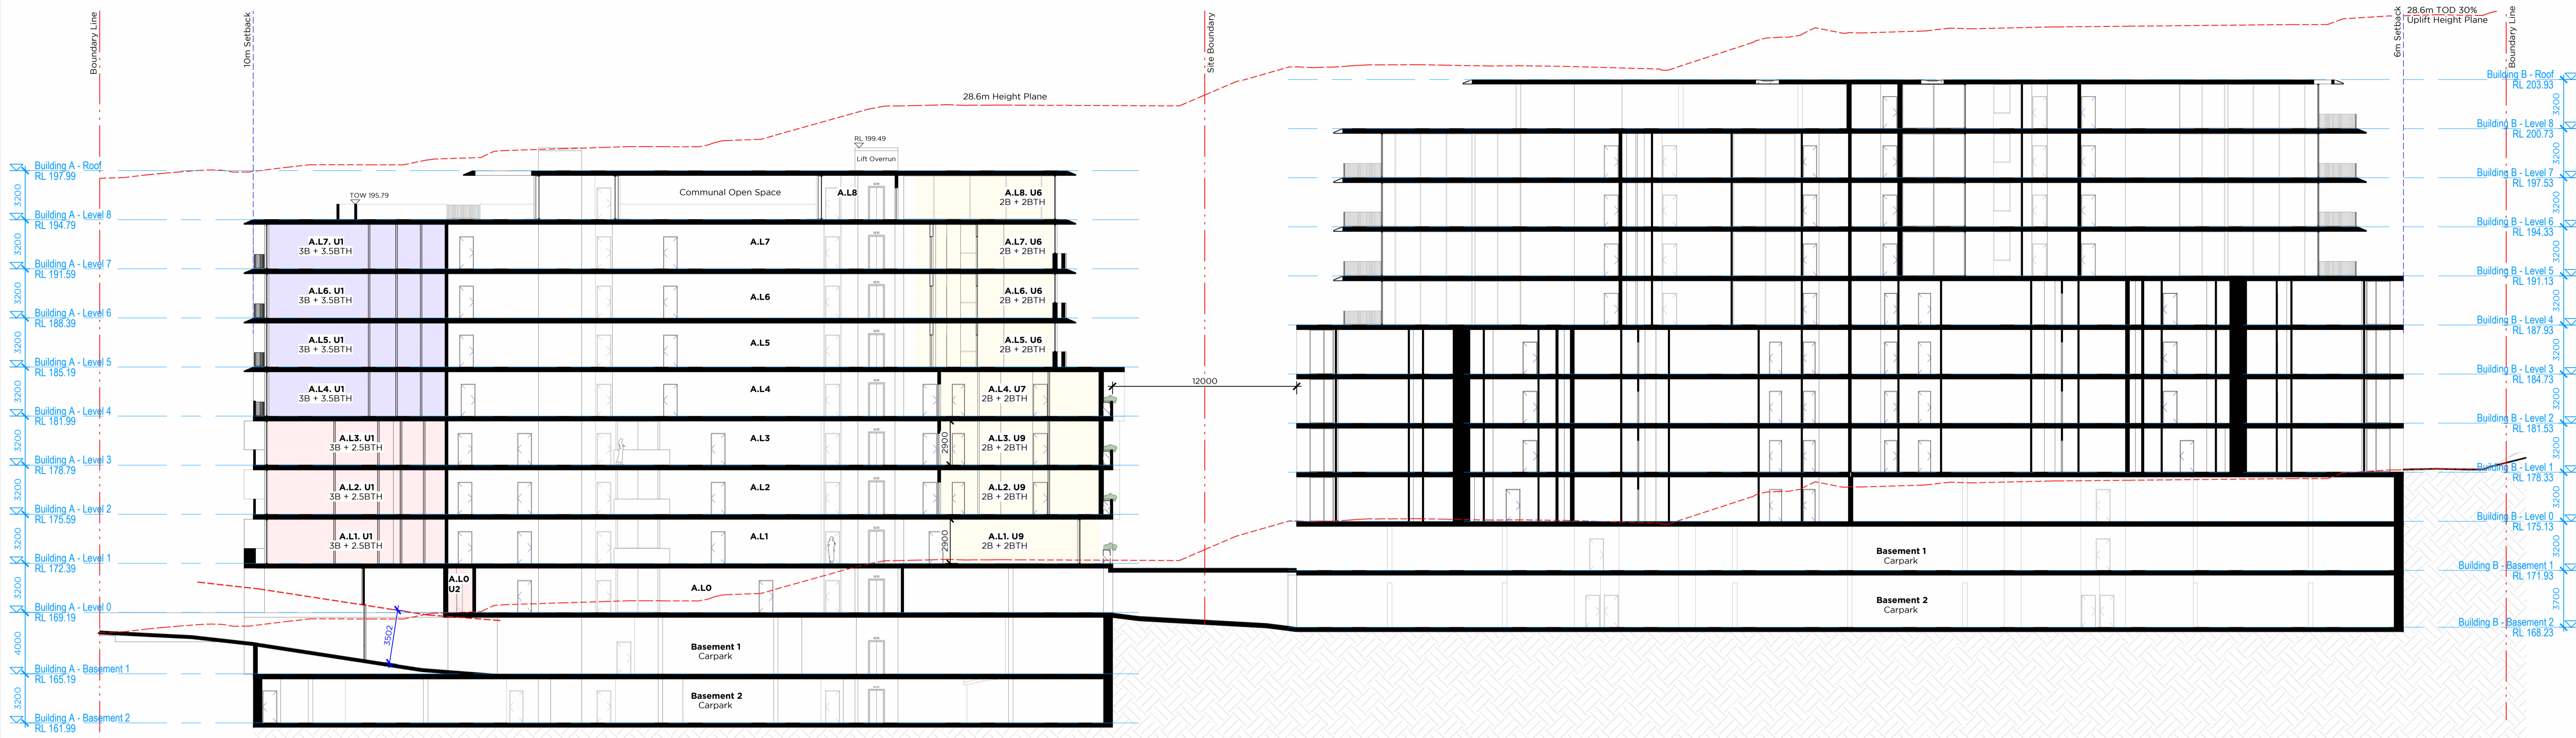 Boundary Line
10m Setback
Site Boundary
6m Setback
28.6m TOD 30%
Uplift Height Plane
Boundary Line
28.6m Height Plane
RL 199.49
Lift Overrun
TOW 195.79
Building A - Roof
RL 197.99
3200
Building A - Level 8
RL 194.79
3200
Building A - Level 7
RL 191.59
3200
Building A - Level 6
RL 188.39
3200
Building A - Level 5
RL 185.19
3200
Building A - Level 4
RL 181.99
3200
Building A - Level 3
RL 178.79
3200
Building A - Level 2
RL 175.59
3200
Building A - Level 1
RL 172.39
3200
Building A - Level 0
RL 169.19
4000
Building A - Basement 1
RL 165.19
3200
Building A - Basement 2
RL 161.99
Communal Open Space
A.L8
A.L8. U6
2B + 2BTH
A.L7. U1
3B + 3.5BTH
A.L7
A.L7. U6
2B + 2BTH
A.L6. U1
3B + 3.5BTH
A.L6
A.L6. U6
2B + 2BTH
A.L5. U1
3B + 3.5BTH
A.L5
A.L5. U6
2B + 2BTH
A.L4. U1
3B + 3.5BTH
A.L4
A.L4. U7
2B + 2BTH
12000
A.L3. U1
3B + 2.5BTH
A.L3
2900
A.L3. U9
2B + 2BTH
A.L2. U1
3B + 2.5BTH
A.L2
A.L2. U9
2B + 2BTH
A.L1. U1
3B + 2.5BTH
A.L1
2900
A.L1. U9
2B + 2BTH
A.L0
U2
A.L0
3502
Basement 1
Carpark
Basement 2
Carpark
Basement 1
Carpark
Basement 2
Carpark
Building B - Roof
RL 203.93
3200
Building B - Level 8
RL 200.73
3200
Building B - Level 7
RL 197.53
3200
Building B - Level 6
RL 194.33
3200
Building B - Level 5
RL 191.13
3200
Building B - Level 4
RL 187.93
3200
Building B - Level 3
RL 184.73
3200
Building B - Level 2
RL 181.53
3200
Building B - Level 1
RL 178.33
3200
Building B - Level 0
RL 175.13
3200
Building B - Basement 1
RL 171.93
3700
Building B - Basement 2
RL 168.23